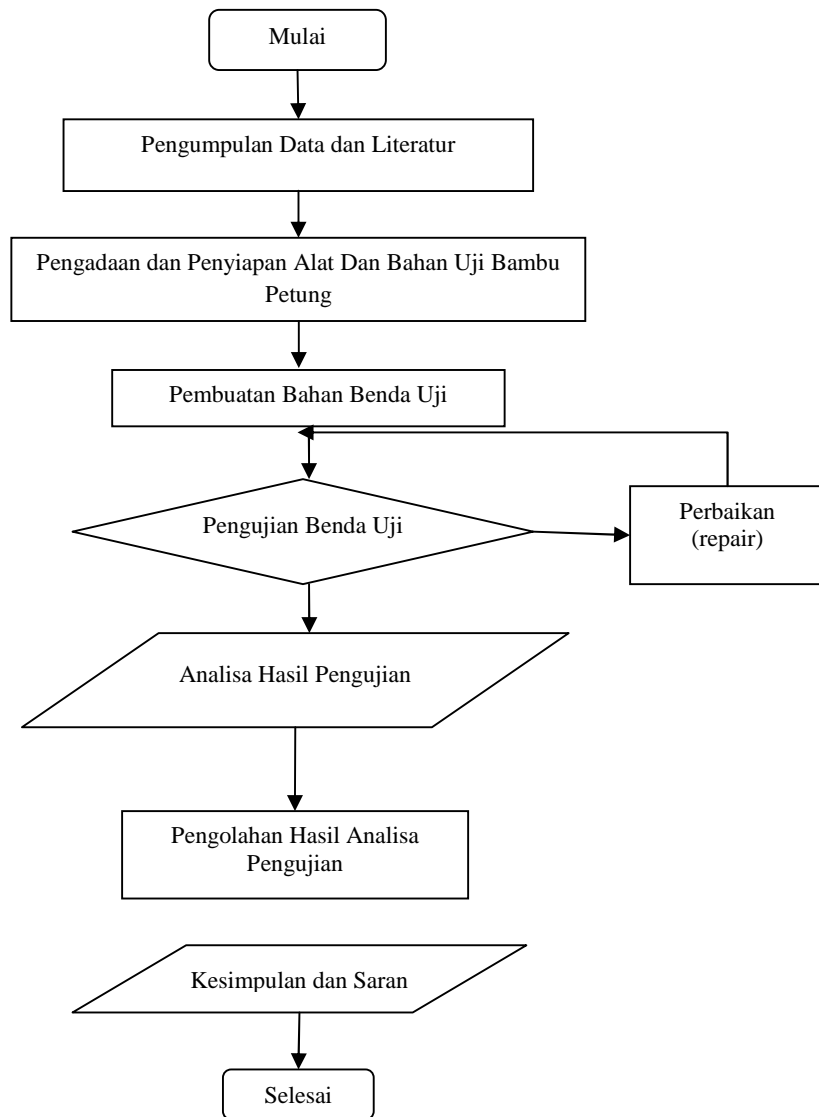 Mulai
Pengumpulan Data dan Literatur
Pengadaan dan Penyiapan Alat Dan Bahan Uji Bambu
Petung
Pembuatan Bahan Benda Uji
Pengujian Benda Uji
Perbaikan
(repair)
Analisa Hasil Pengujian
Pengolahan Hasil Analisa
Pengujian
Kesimpulan dan Saran
Selesai